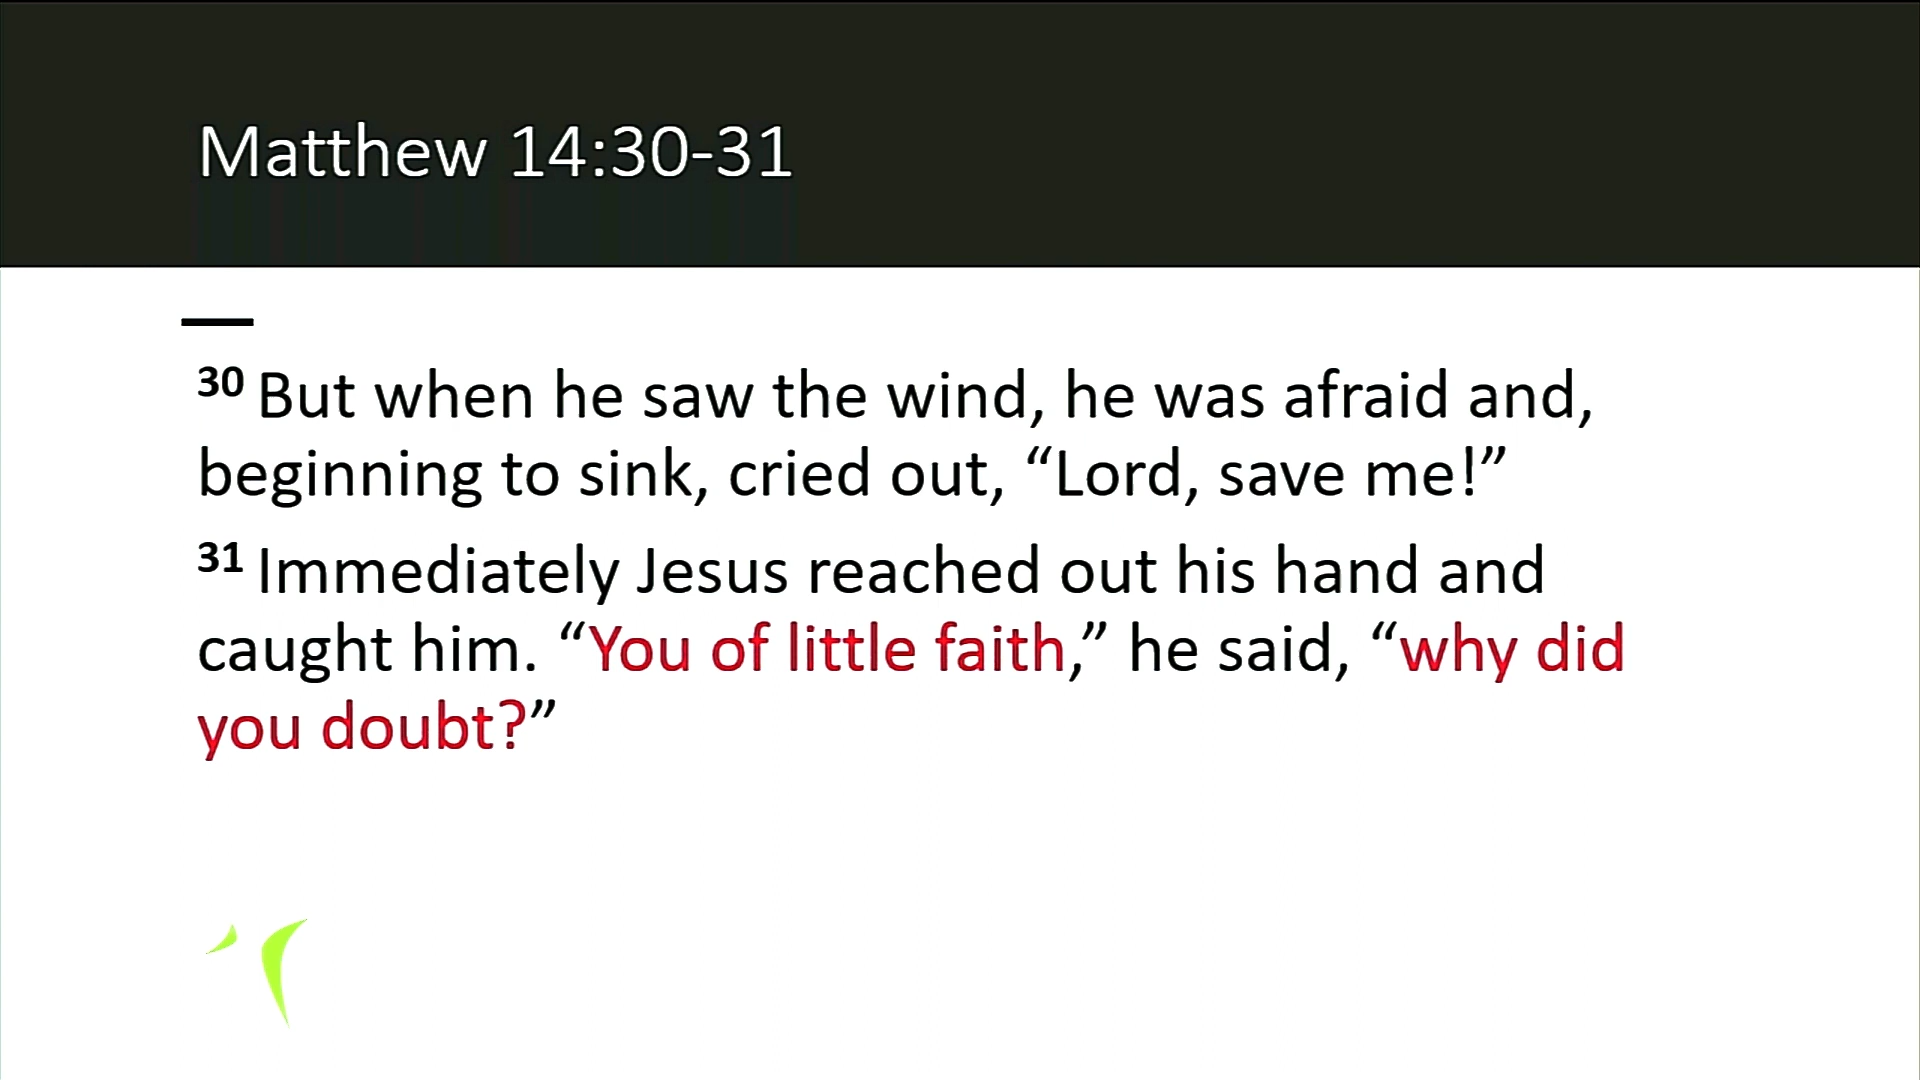 Matthew 14:30-31
30 But when he saw the wind, he was afraid and,
beginning to sink, cried out, “Lord, save me!”
31 Immediately Jesus reached out his hand and
caught him. “You of little faith,” he said, “why did
you doubt?”